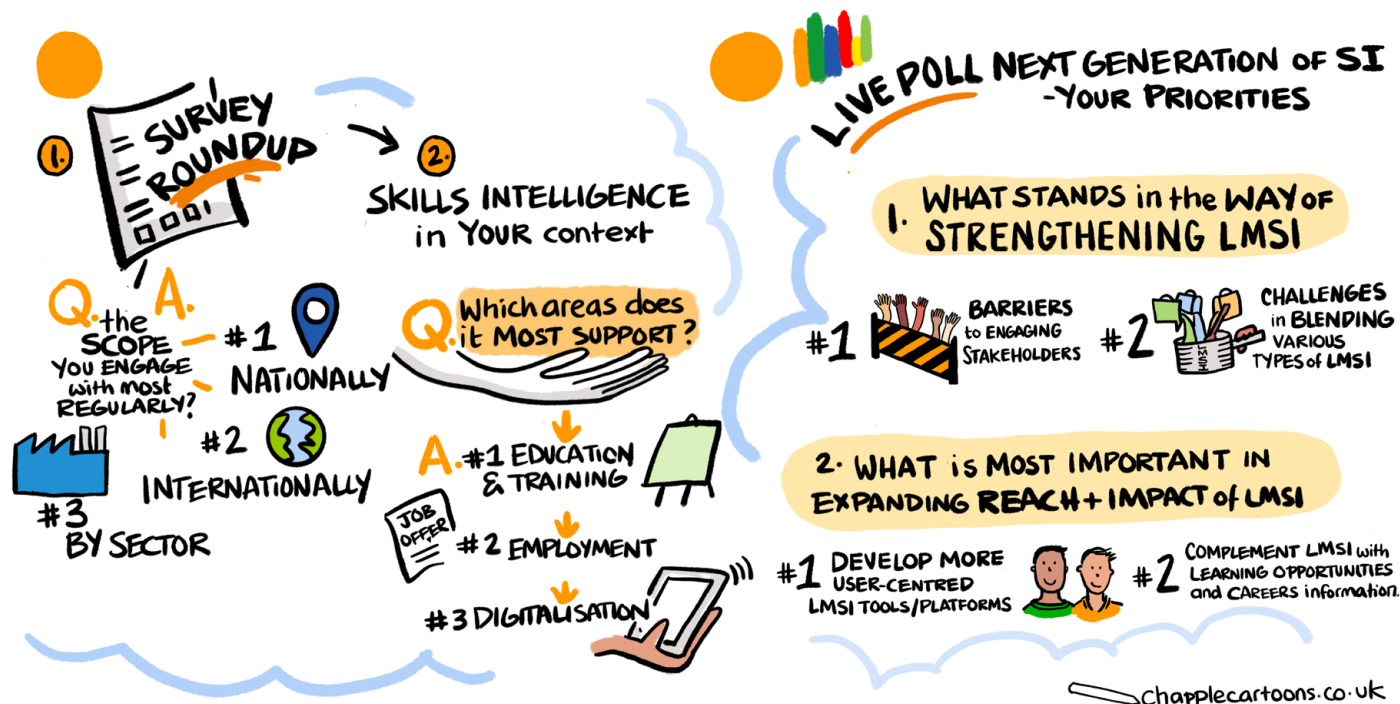 1.
SURVEY
ROUNDUP
Q. A.
the
SCOPE
YOU ENGAGE
with most
REGULARLY?
#1
NATIONALLY
#2
INTERNATIONALLY
#3
BY SECTOR
2.
SKILLS INTELLIGENCE
in YOUR context
Q. Which areas does
it MOST SUPPORT?
A. #1 EDUCATION
& TRAINING
JOB
OFFER
#2 EMPLOYMENT
#3 DIGITALISATION
LIVE POLL NEXT GENERATION OF SI
-YOUR PRIORITIES
1. WHAT STANDS in the WAY OF
STRENGTHENING LMSI
#1
BARRIERS
to ENGAGING
STAKEHOLDERS
#2
LMSI
CHALLENGES
in BLENDING
VARIOUS
TYPES of LMSI
2. WHAT is MOST IMPORTANT IN
EXPANDING REACH + IMPACT of LMSI
#1 DEVELOP MORE
USER-CENTRED
LMSI TOOLS/PLATFORMS
#2 COMPLEMENT LMSI with
LEARNING OPPORTUNITIES
and CAREERS information.
chapplecartoons.co.uk